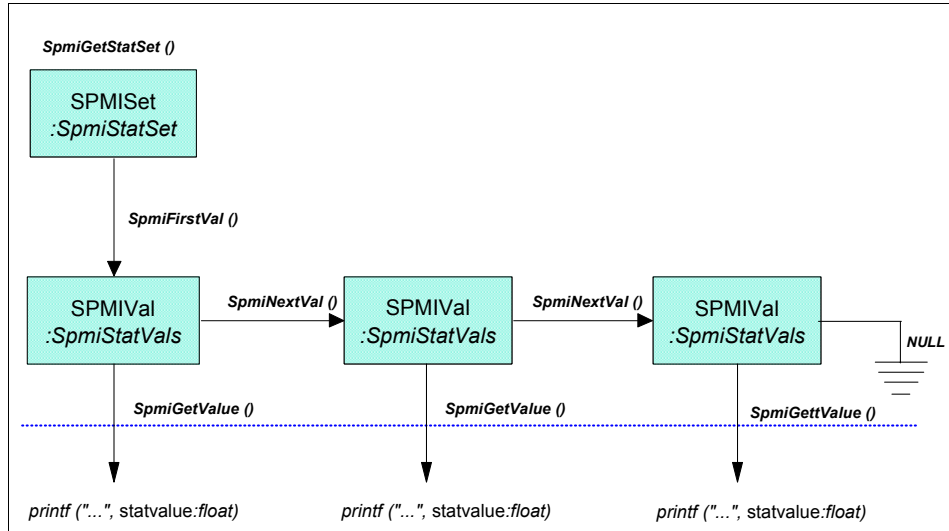 SpmiGetStatSet ()
SPMISet
:SpmiStatSet
SpmiFirstVal ()
SPMIVal
:SpmiStatVals
SpmiNextVal ()
SPMIVal
:SpmiStatVals
SpmiNextVal ()
SPMIVal
:SpmiStatVals
NULL
SpmiGetValue ()
SpmiGetValue ()
SpmiGettValue ()
printf ("...", statvalue:float)
printf ("...", statvalue:float)
printf ("...", statvalue:float)